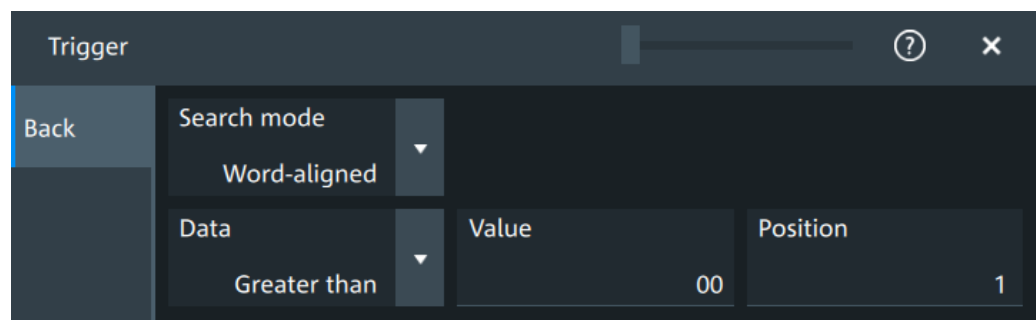 Trigger
Back
Search mode
Word-aligned
Data
Greater than
Value
00
Position
1